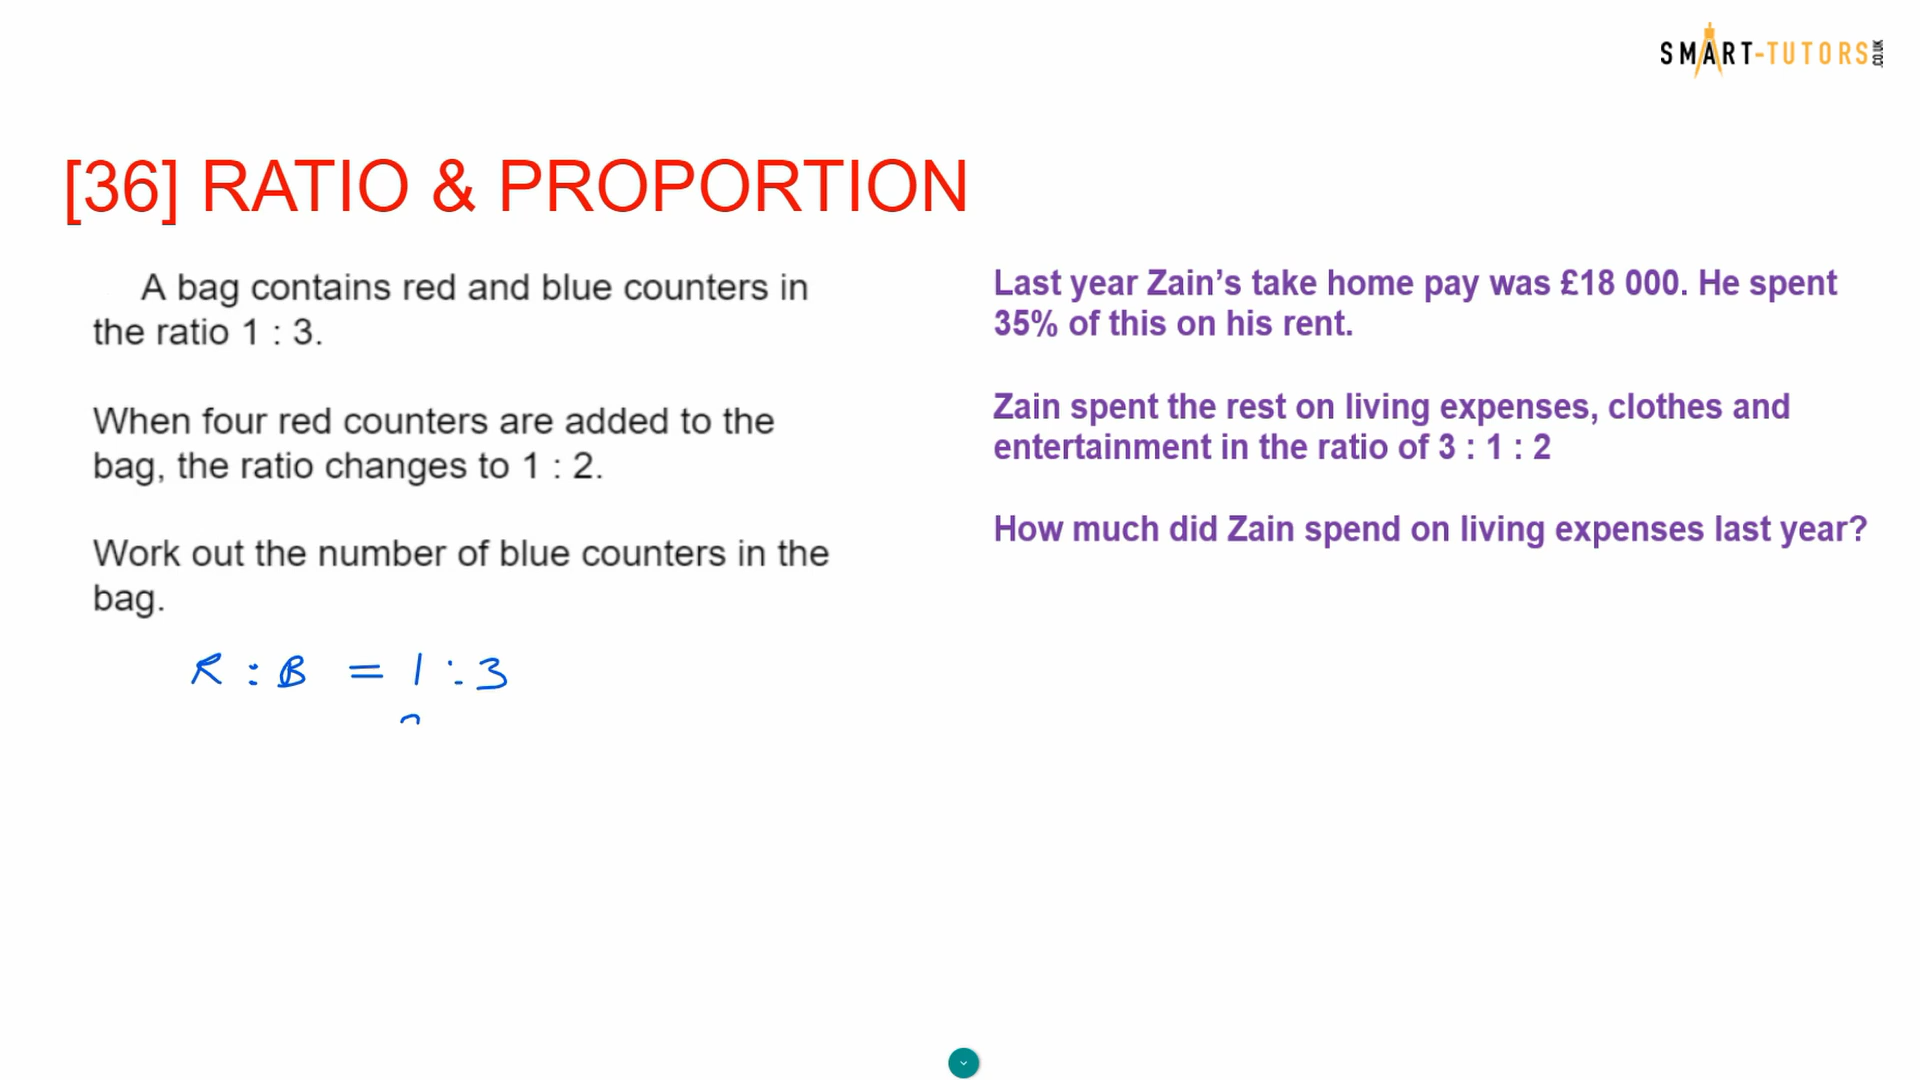 SMART-TUTORS.CO.UK
[36] RATIO & PROPORTION
A bag contains red and blue counters in
the ratio 1 : 3.
When four red counters are added to the
bag, the ratio changes to 1 : 2.
Work out the number of blue counters in the
bag.
R : B = 1 : 3
Last year Zain’s take home pay was £18 000. He spent
35% of this on his rent.
Zain spent the rest on living expenses, clothes and
entertainment in the ratio of 3 : 1 : 2
How much did Zain spend on living expenses last year?